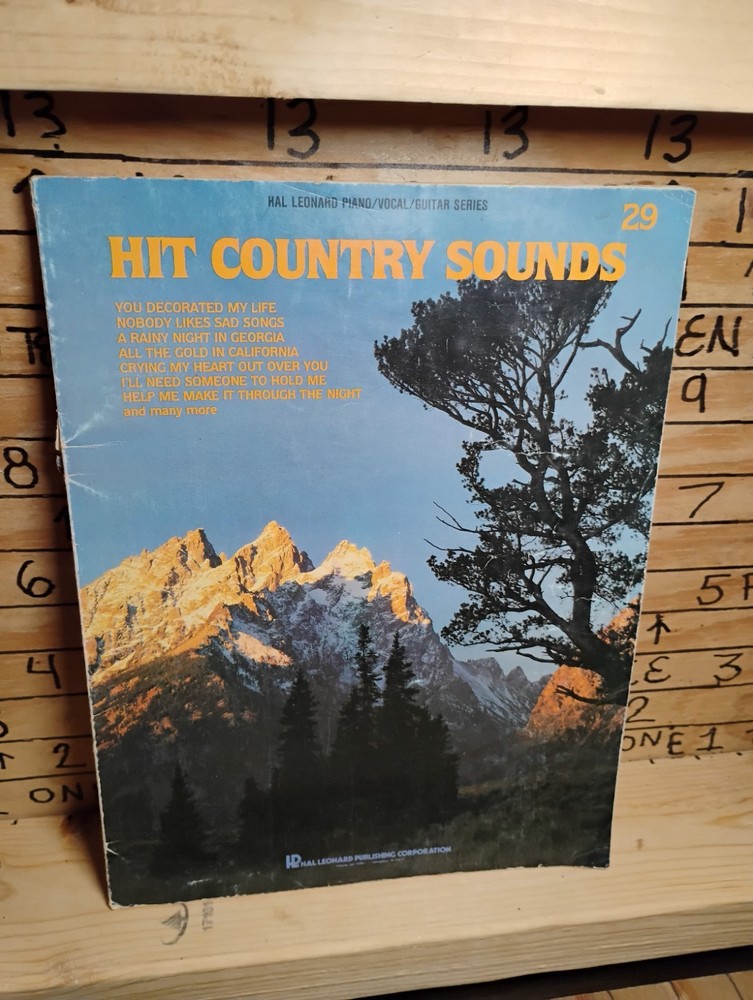 13 13 13 13
HAL LEONARD PIANO/VOCAL/GUITAR SERIES
29
HIT COUNTRY SOUNDS
YOU DECORATED MY LIFE
NOBODY LIKES SAD SONGS
A RAINY NIGHT IN GEORGIA
ALL THE GOLD IN CALIFORNIA
CRYING MY HEART OUT OVER YOU
I'LL NEED SOMEONE TO HOLD ME
HELP ME MAKE IT THROUGH THE NIGHT
and many more
EN
9
8
7
6
5
4
3
2
2
ONE 1
ON
HAL LEONARD PUBLISHING CORPORATION